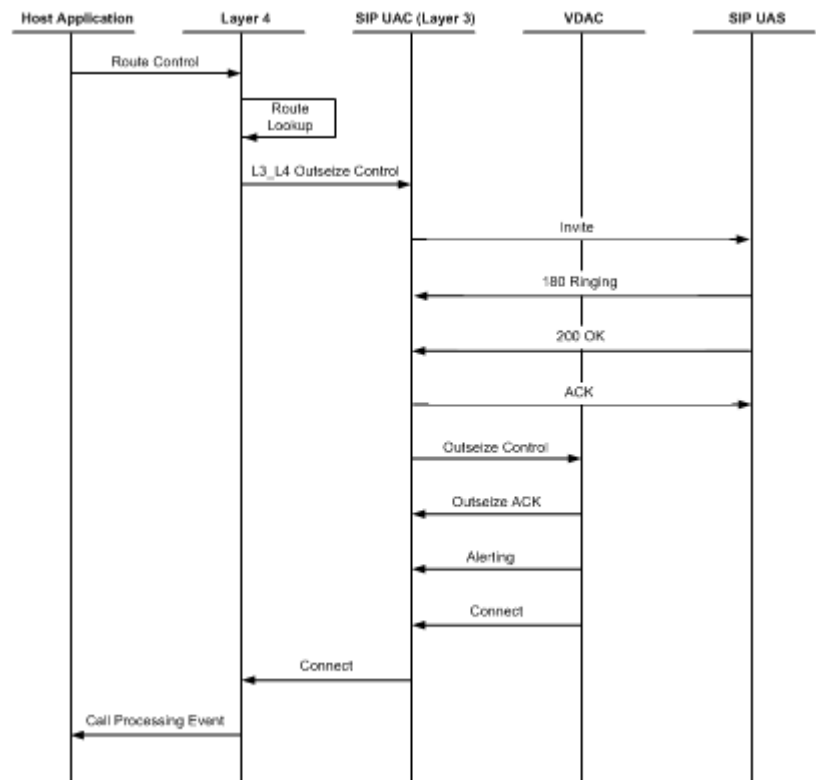 Host Application
Layer 4
SIP UAC (Layer 3)
VDAC
SIP UAS
Route Control
Route
Lookup
L3_L4 Outseize Control
Invite
180 Ringing
200 OK
ACK
Outseize Control
Outseize ACK
Alerting
Connect
Connect
Call Processing Event